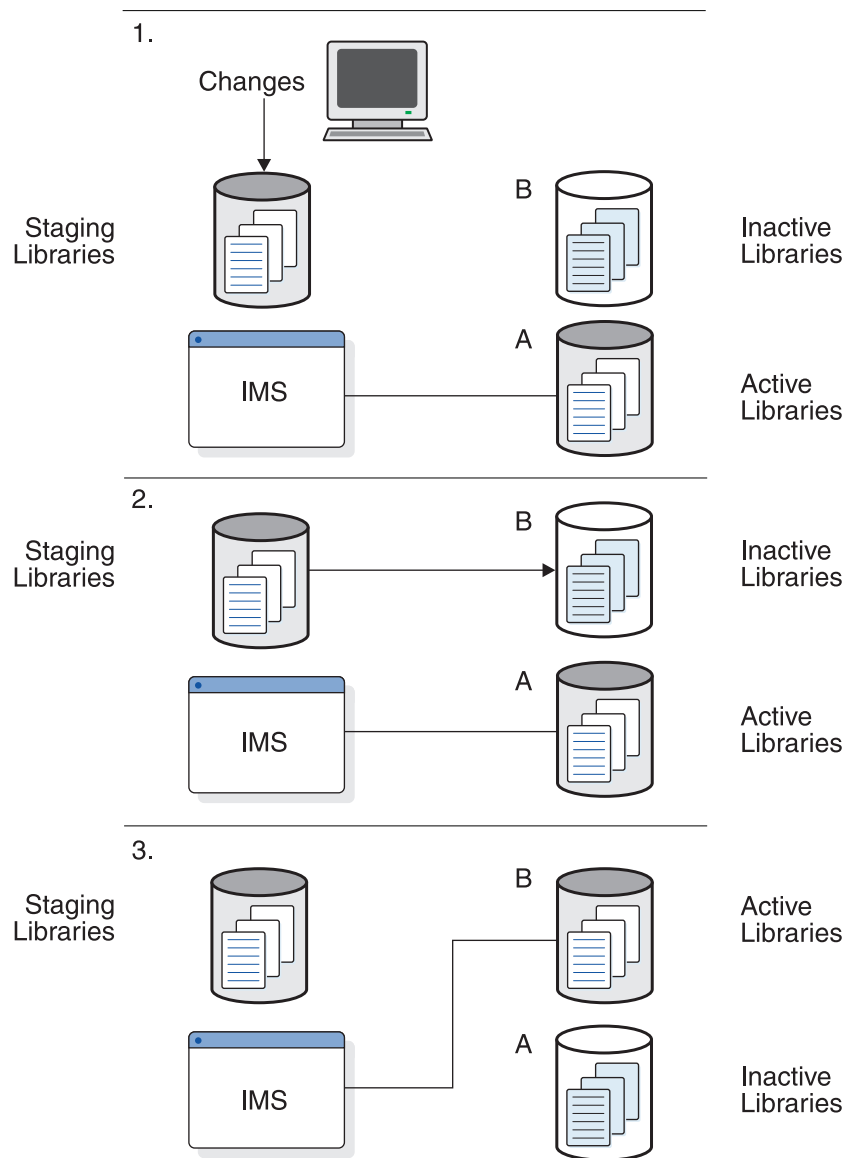 1.
Changes
Staging
Libraries
B
Inactive
Libraries
IMS
A
Active
Libraries
2.
Staging
Libraries
B
Inactive
Libraries
IMS
A
Active
Libraries
3.
Staging
Libraries
B
Active
Libraries
IMS
A
Inactive
Libraries